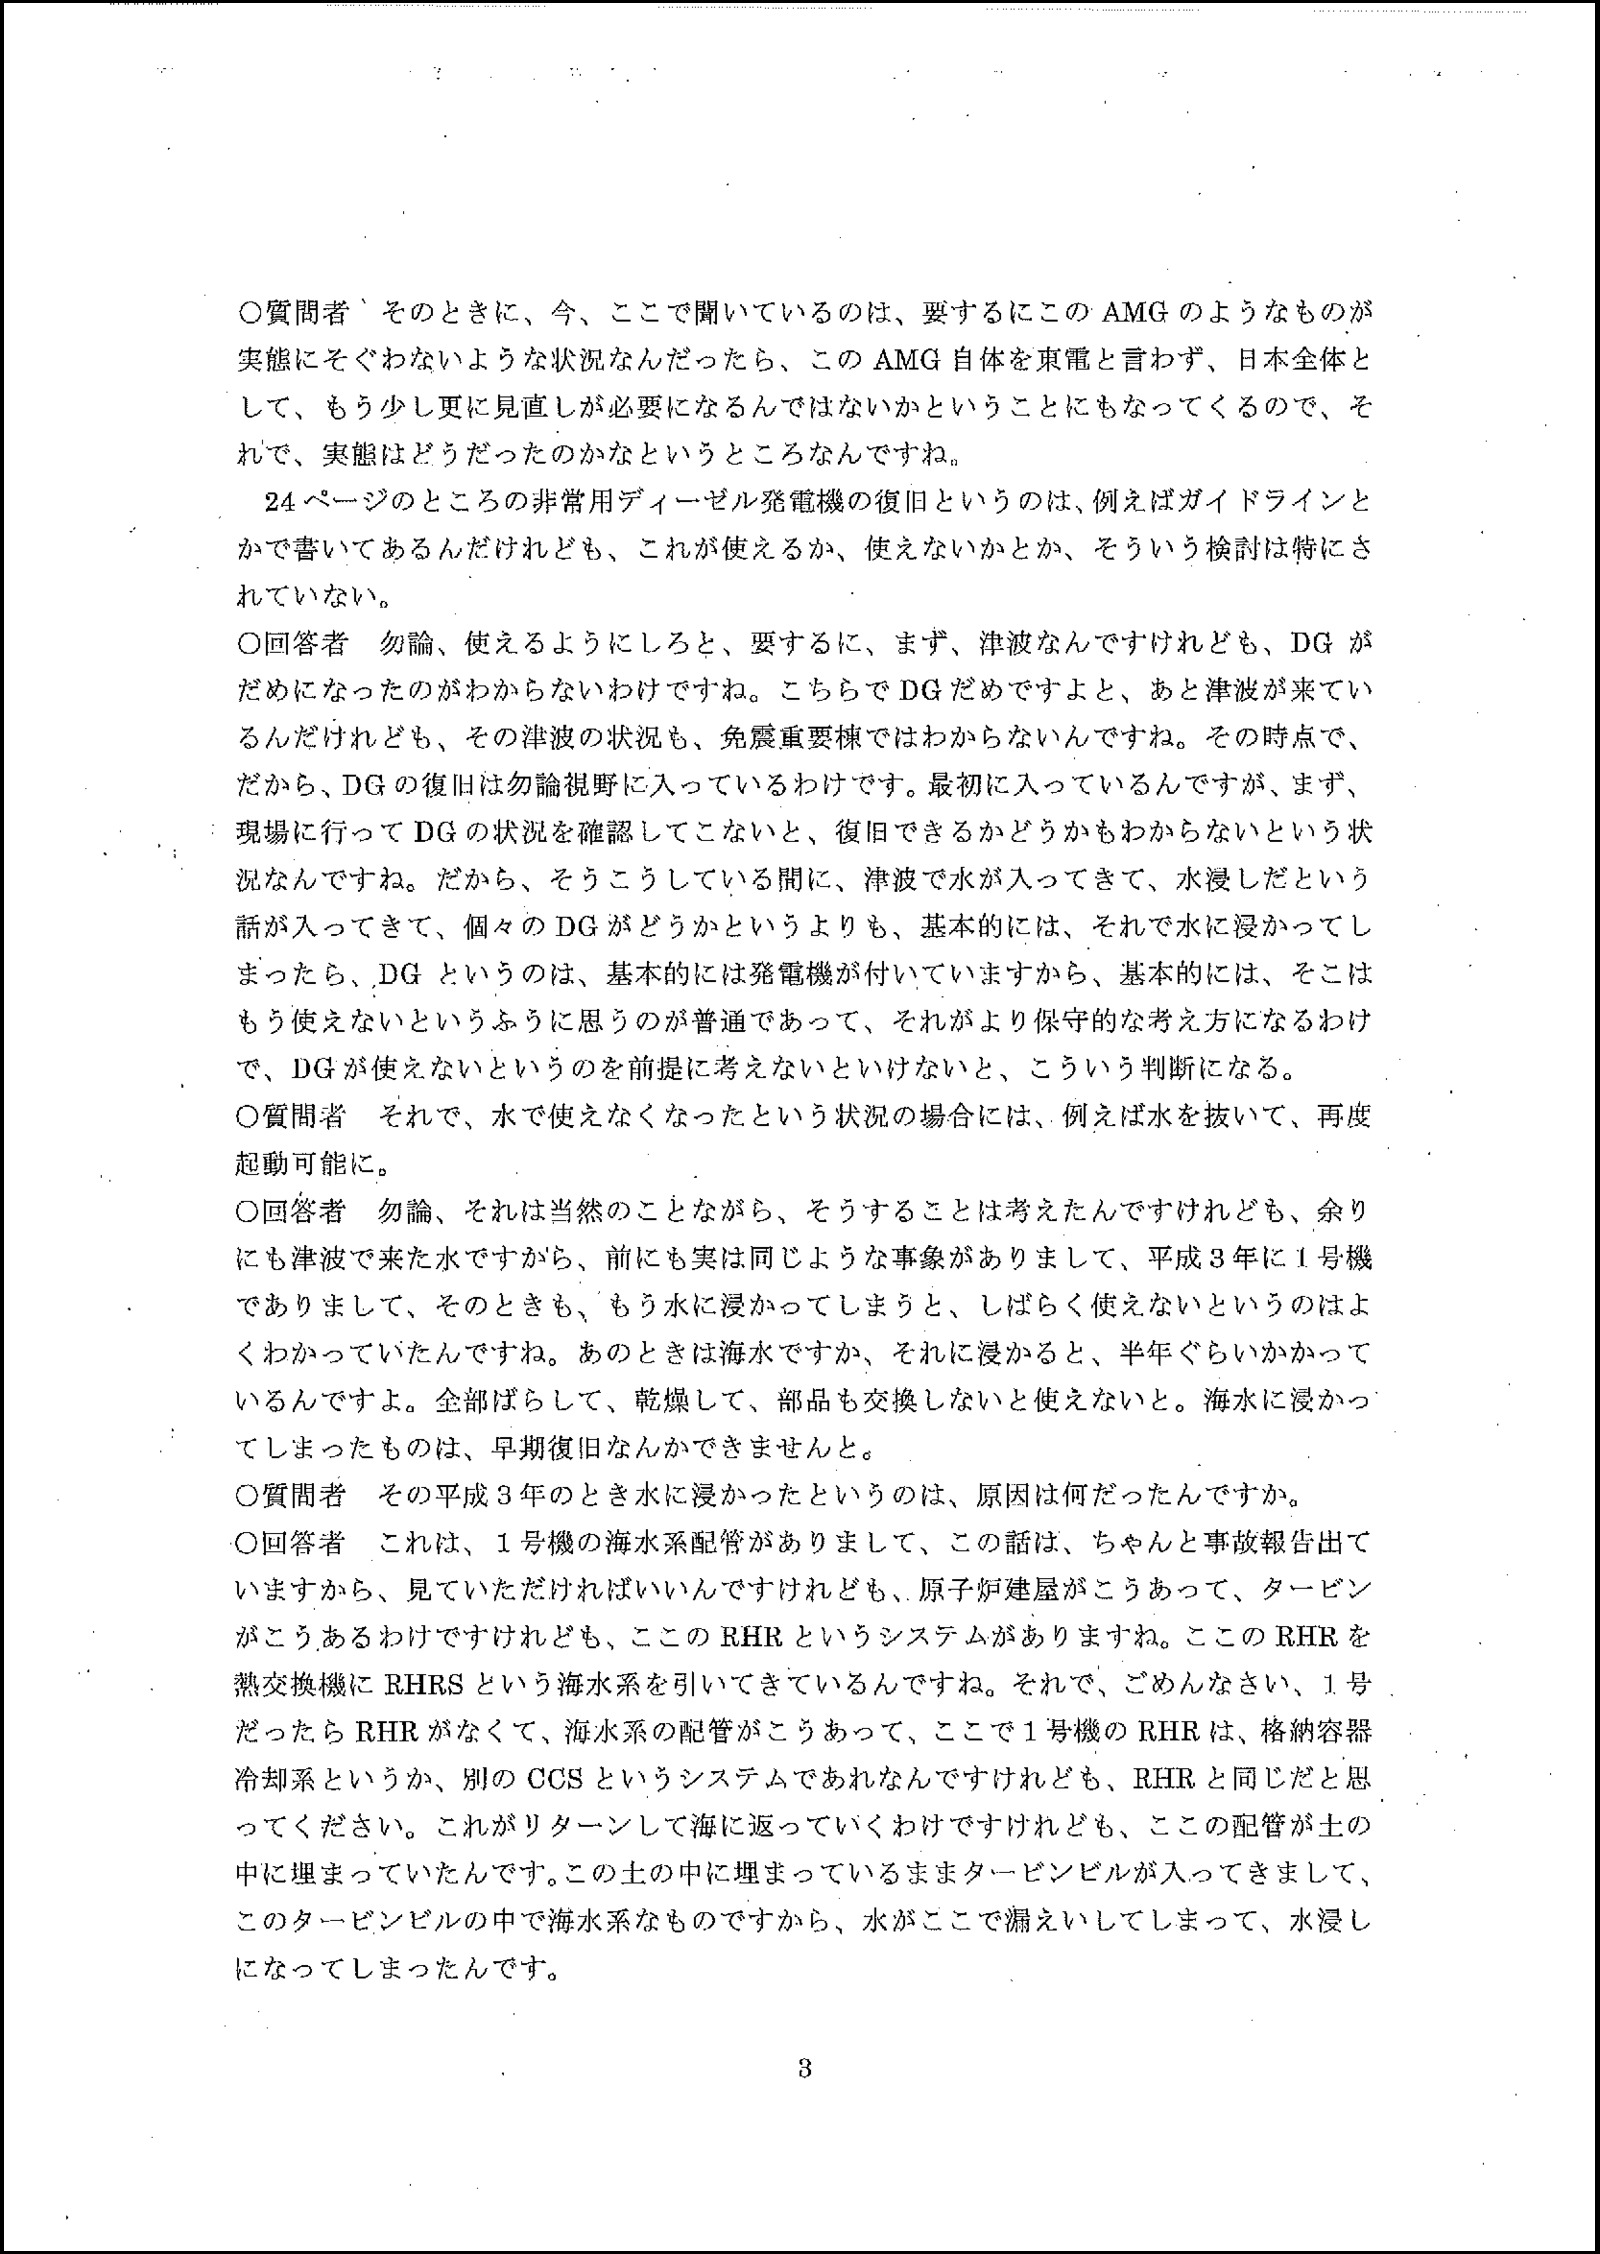 ○質問者　そのときに、今、ここで聞いているのは、要するにこの AMG のようなものが
実態にそぐわないような状況なんだったら、この AMG 自体を東電と言わず、日本全体と
して、もう少し更に見直しが必要になるんではないかということにもなってくるので、そ
れで、実態はどうだったのかなというところなんですね。
　24 ページのところの非常用ディーゼル発電機の復旧というのは、例えばガイドラインと
かで書いてあるんだけれども、これが使えるか、使えないかとか、そういう検討は特にさ
れていない。
○回答者　勿論、使えるようにしろと、要するに、まず、津波なんですけれども、DG が
だめになったのがわからないわけですね。こちらで DG だめですよと、あと津波が来てい
るんだけれども、その津波の状況も、免震重要棟ではわからないんですね。その時点で、
だから、DG の復旧は勿論視野に入っているわけです。最初に入っているんですが、まず、
現場に行って DG の状況を確認してこないと、復旧できるかどうかもわからないという状
況なんですね。だから、そうこうしている間に、津波で水が入ってきて、水浸しだという
話が入ってきて、個々の DG がどうかというよりも、基本的には、それで水に浸かってし
まったら、DG というのは、基本的には発電機が付いていますから、基本的には、そこは
もう使えないというふうに思うのが普通であって、それがより保守的な考え方になるわけ
で、DG が使えないというのを前提に考えないといけないと、こういう判断になる。
○質問者　それで、水で使えなくなったという状況の場合には、例えば水を抜いて、再度
起動可能に。
○回答者　勿論、それは当然のことながら、そうすることは考えたんですけれども、余り
にも津波で来た水ですから、前にも実は同じような事象がありまして、平成３年に１号機
でありまして、そのときも、もう水に浸かってしまうと、しばらく使えないというのはよ
くわかっていたんですね。あのときは海水ですか、それに浸かると、半年ぐらいかかって
いるんですよ。全部ばらして、乾燥して、部品も交換しないと使えないと。海水に浸かっ
てしまったものは、早期復旧なんかできませんと。
○質問者　その平成３年のとき水に浸かったというのは、原因は何だったんですか。
○回答者　これは、１号機の海水系配管がありまして、この話は、ちゃんと事故報告出て
いますから、見ていただければいいんですけれども、原子炉建屋がこうあって、タービン
がこうあるわけですけれども、ここの RHR というシステムがありますね。ここの RHR を
熱交換機に RHRS という海水系を引いてきているんですね。それで、ごめんなさい、１号
だったら RHR がなくて、海水系の配管がこうあって、ここで１号機の RHR は、格納容器
冷却系というか、別の CCS というシステムであれなんですけれども、RHR と同じだと思
ってください。これがリターンして海に返っていくわけですけれども、ここの配管が土の
中に埋まっていたんです。この土の中に埋まっているままタービンビルが入ってきまして、
このタービンビルの中で海水系なものですから、水がここで漏えいしてしまって、水浸し
になってしまったんです。
3